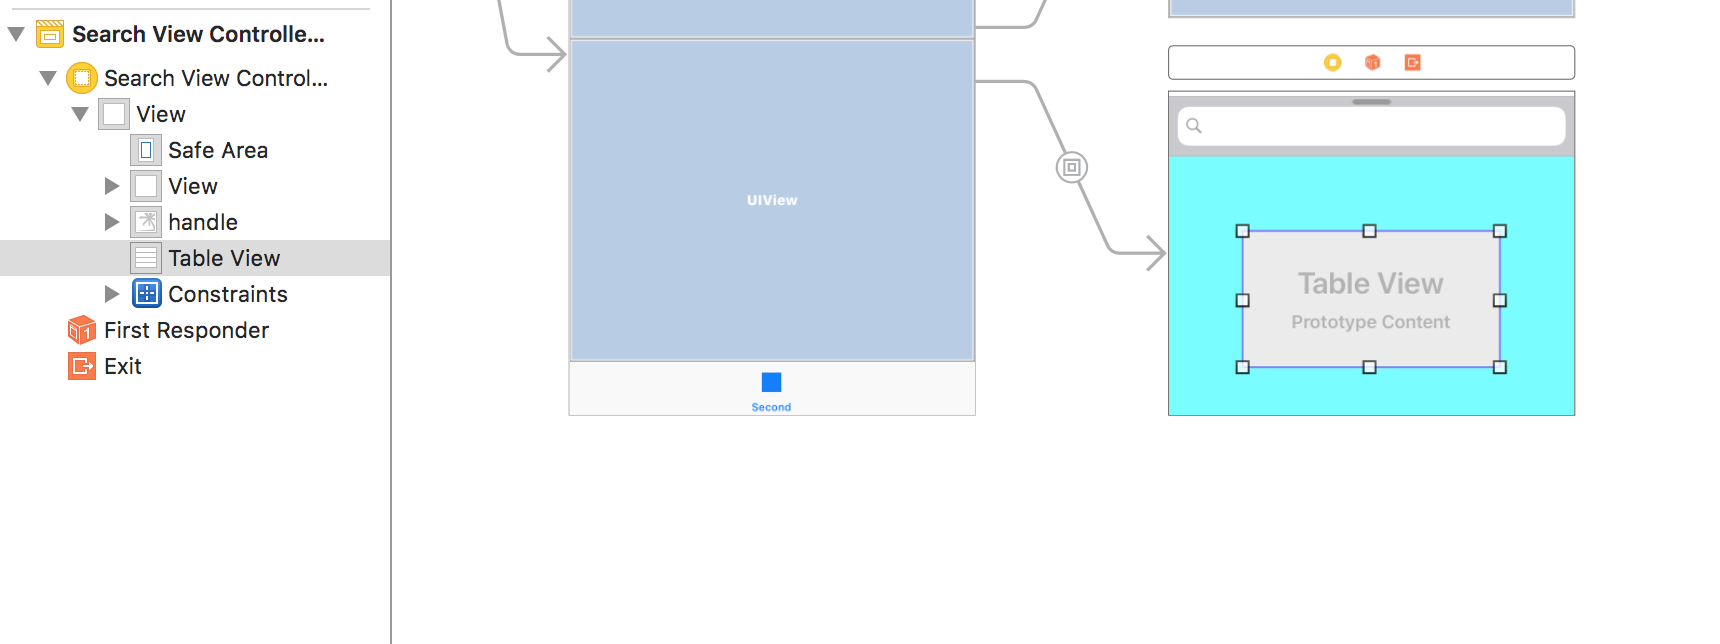 Search View Controlle...
Search View Control...
View
Safe Area
View
handle
Table View
Constraints
First Responder
Exit
UIView
Second
Table View
Prototype Content